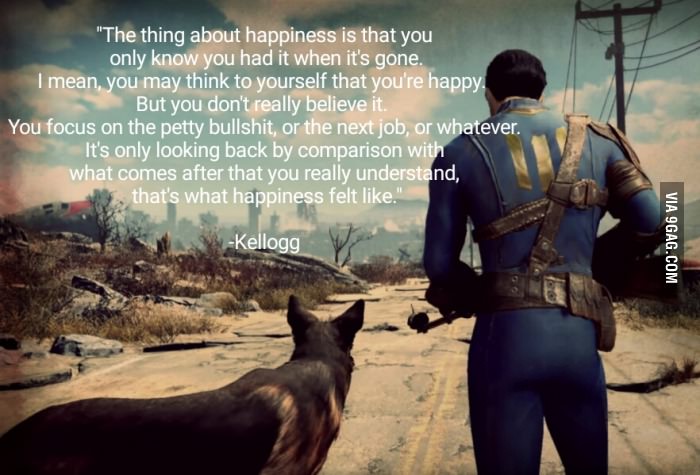 "The thing about happiness is that you
only know you had it when it's gone.
I mean, you may think to yourself that you're happy.
But you don't really believe it.
You focus on the petty bullshit, or the next job, or whatever.
It's only looking back by comparison with
what comes after that you really understand,
that's what happiness felt like."
-Kellogg
VIA 9GAG.COM